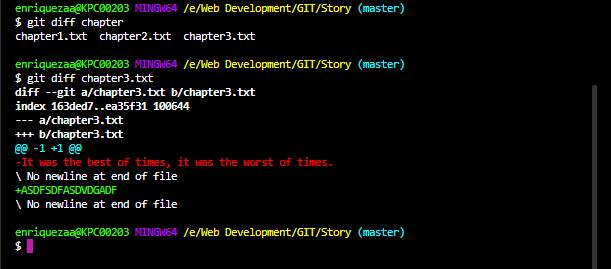 enriquezaa@KPC00203 MINGW64 /e/Web Development/GIT/Story (master)
$ git diff chapter
chapter1.txt  chapter2.txt  chapter3.txt
enriquezaa@KPC00203 MINGW64 /e/Web Development/GIT/Story (master)
$ git diff chapter3.txt
diff --git a/chapter3.txt b/chapter3.txt
index 163ded7..ea35f31 100644
--- a/chapter3.txt
+++ b/chapter3.txt
@@ -1 +1 @@
-It was the best of times, it was the worst of times.
\ No newline at end of file
+ASDFSDFASDVDGADF
\ No newline at end of file
enriquezaa@KPC00203 MINGW64 /e/Web Development/GIT/Story (master)
$